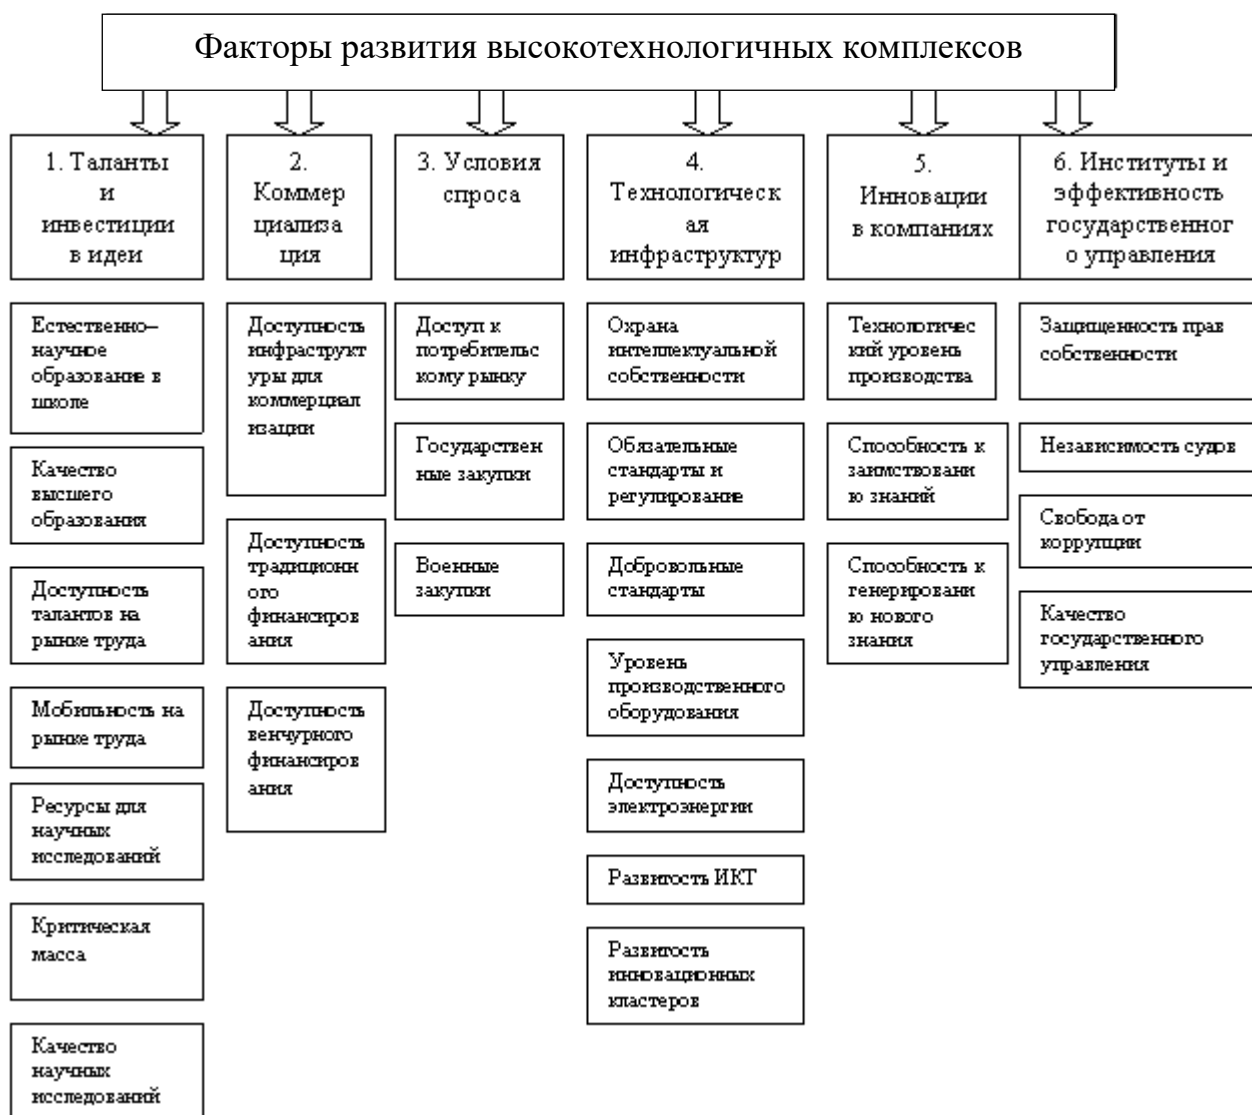 Факторы развития высокотехнологичных комплексов
1. Таланты
и
инвестиции
в идеи
Естественно–
научное
образование в
школе
Качество
высшего
образования
Доступность
талантов на
рынке труда
Мобильность на
рынке труда
Ресурсы для
научных
исследований
Критическая
масса
Качество
научных
исследований
2.
Коммер
циализа
ция
Доступность
инфраструкт
уры для
коммерциал
изации
Доступность
традиционн
ого
финансиров
ания
Доступность
венчурного
финансиров
ания
3. Условия
спроса
Доступ к
потребительс
кому рынку
Государствен
ные закупки
Военные
закупки
4.
Технологическ
ая
инфраструктур
Охрана
интеллектуальной
собственности
Обязательные
стандарты и
регулирование
Добровольные
стандарты
Уровень
производственного
оборудования
Доступность
электроэнергии
Развитость ИКТ
Развитость
инновационных
кластеров
5.
Инновации
в компаниях
Технологичес
кий уровень
производства
Способность к
заимствовани
ю знаний
Способность к
генерировани
ю нового
знания
6. Институты и
эффективность
государственног
о управления
Защищенность прав
собственности
Независимость судов
Свобода от
коррупции
Качество
государственного
управления